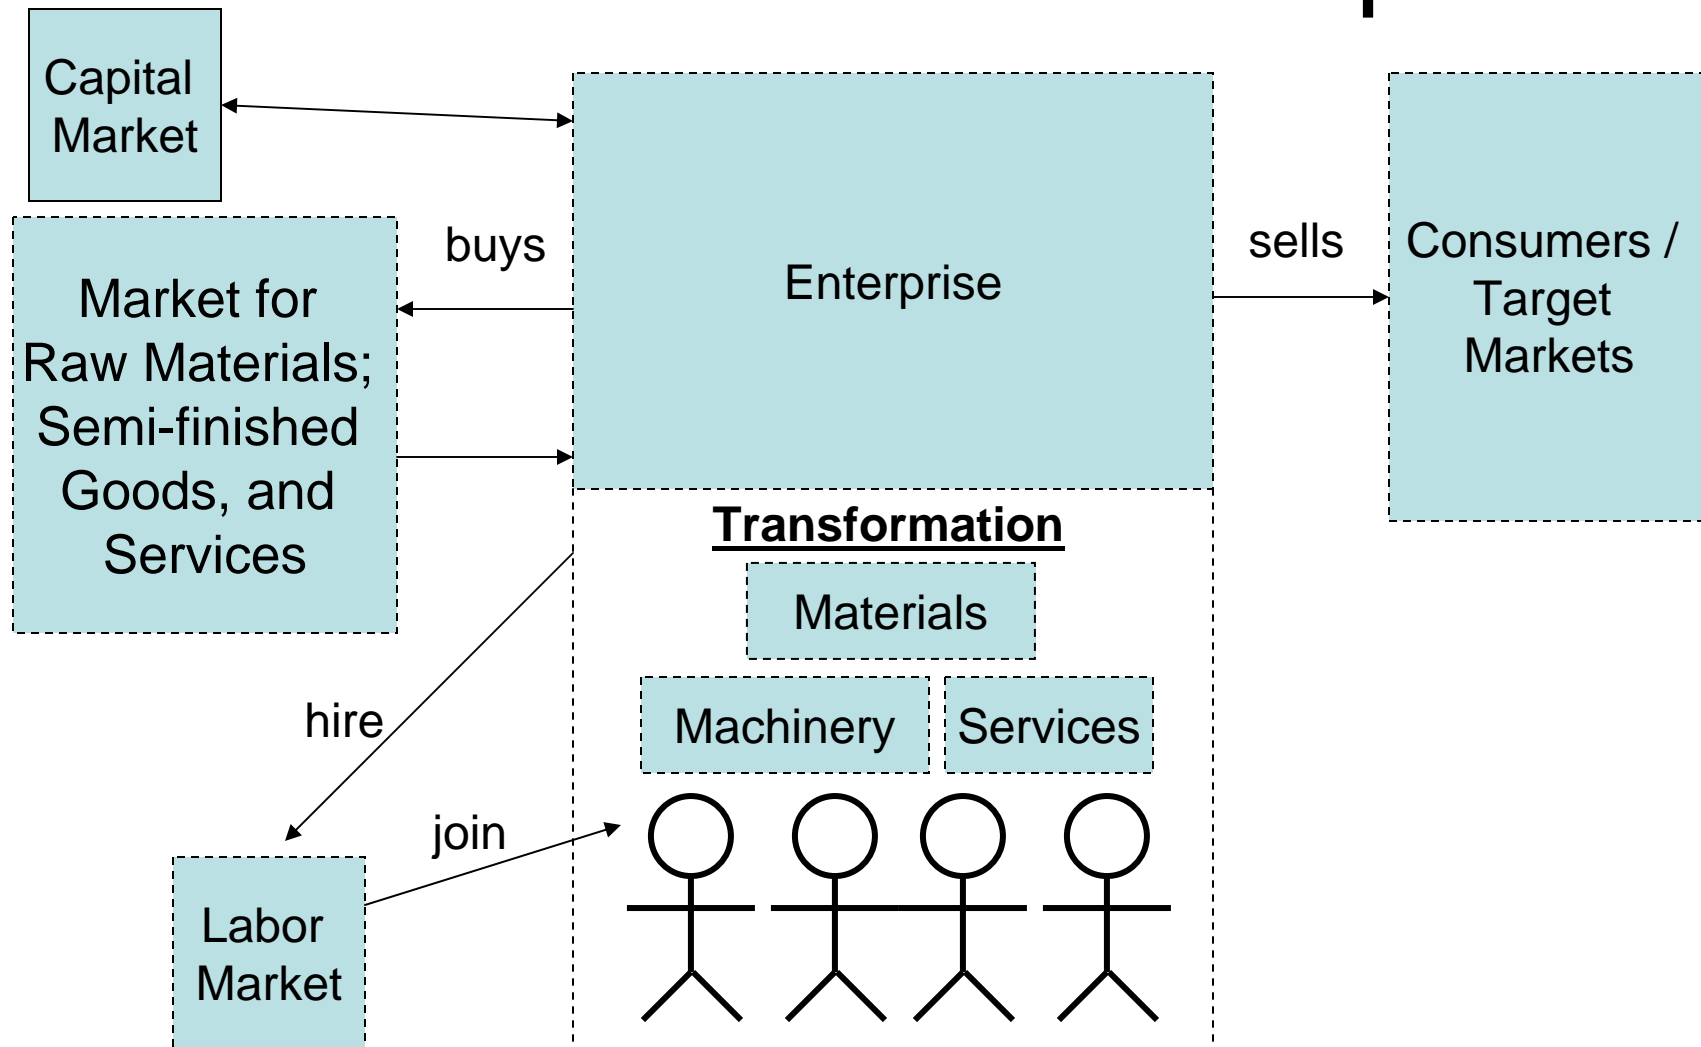 Capital
Market
buys
Enterprise
sells
Consumers /
Target
Markets
Market for
Raw Materials;
Semi-finished
Goods, and
Services
Transformation
Materials
Machinery
Services
hire
join
Labor
Market